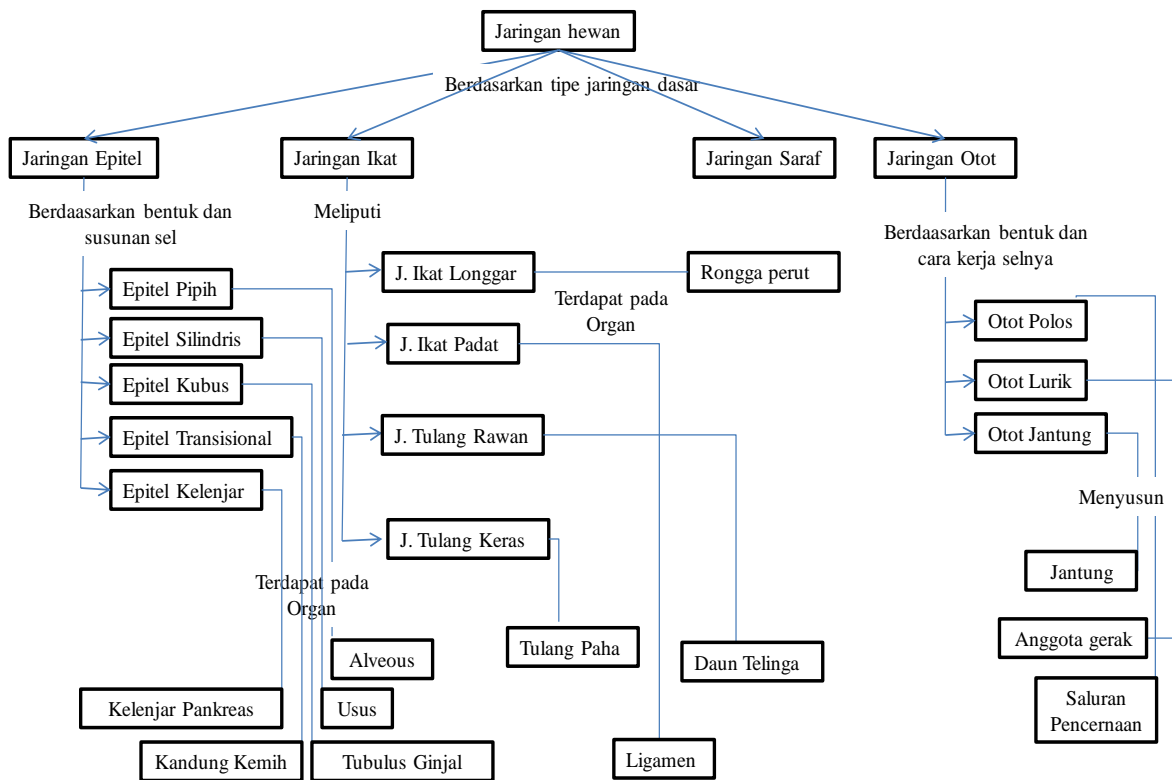 Jaringan hewan
Berdasarkan tipe jaringan dasar
Jaringan Epitel
Jaringan Ikat
Jaringan Saraf
Jaringan Otot
Berdaasarkan bentuk dan
susunan sel
Meliputi
Berdaasarkan bentuk dan
cara kerja selnya
Epitel Pipih
Epitel Silindris
Epitel Kubus
Epitel Transisional
Epitel Kelenjar
J. Ikat Longgar
Rongga perut
Terdapat pada
Organ
J. Ikat Padat
J. Tulang Rawan
J. Tulang Keras
Otot Polos
Otot Lurik
Otot Jantung
Menyusun
Terdapat pada
Organ
Jantung
Anggota gerak
Saluran
Pencernaan
Alveous
Tulang Paha
Daun Telinga
Kelenjar Pankreas
Usus
Kandung Kemih
Tubulus Ginjal
Ligamen